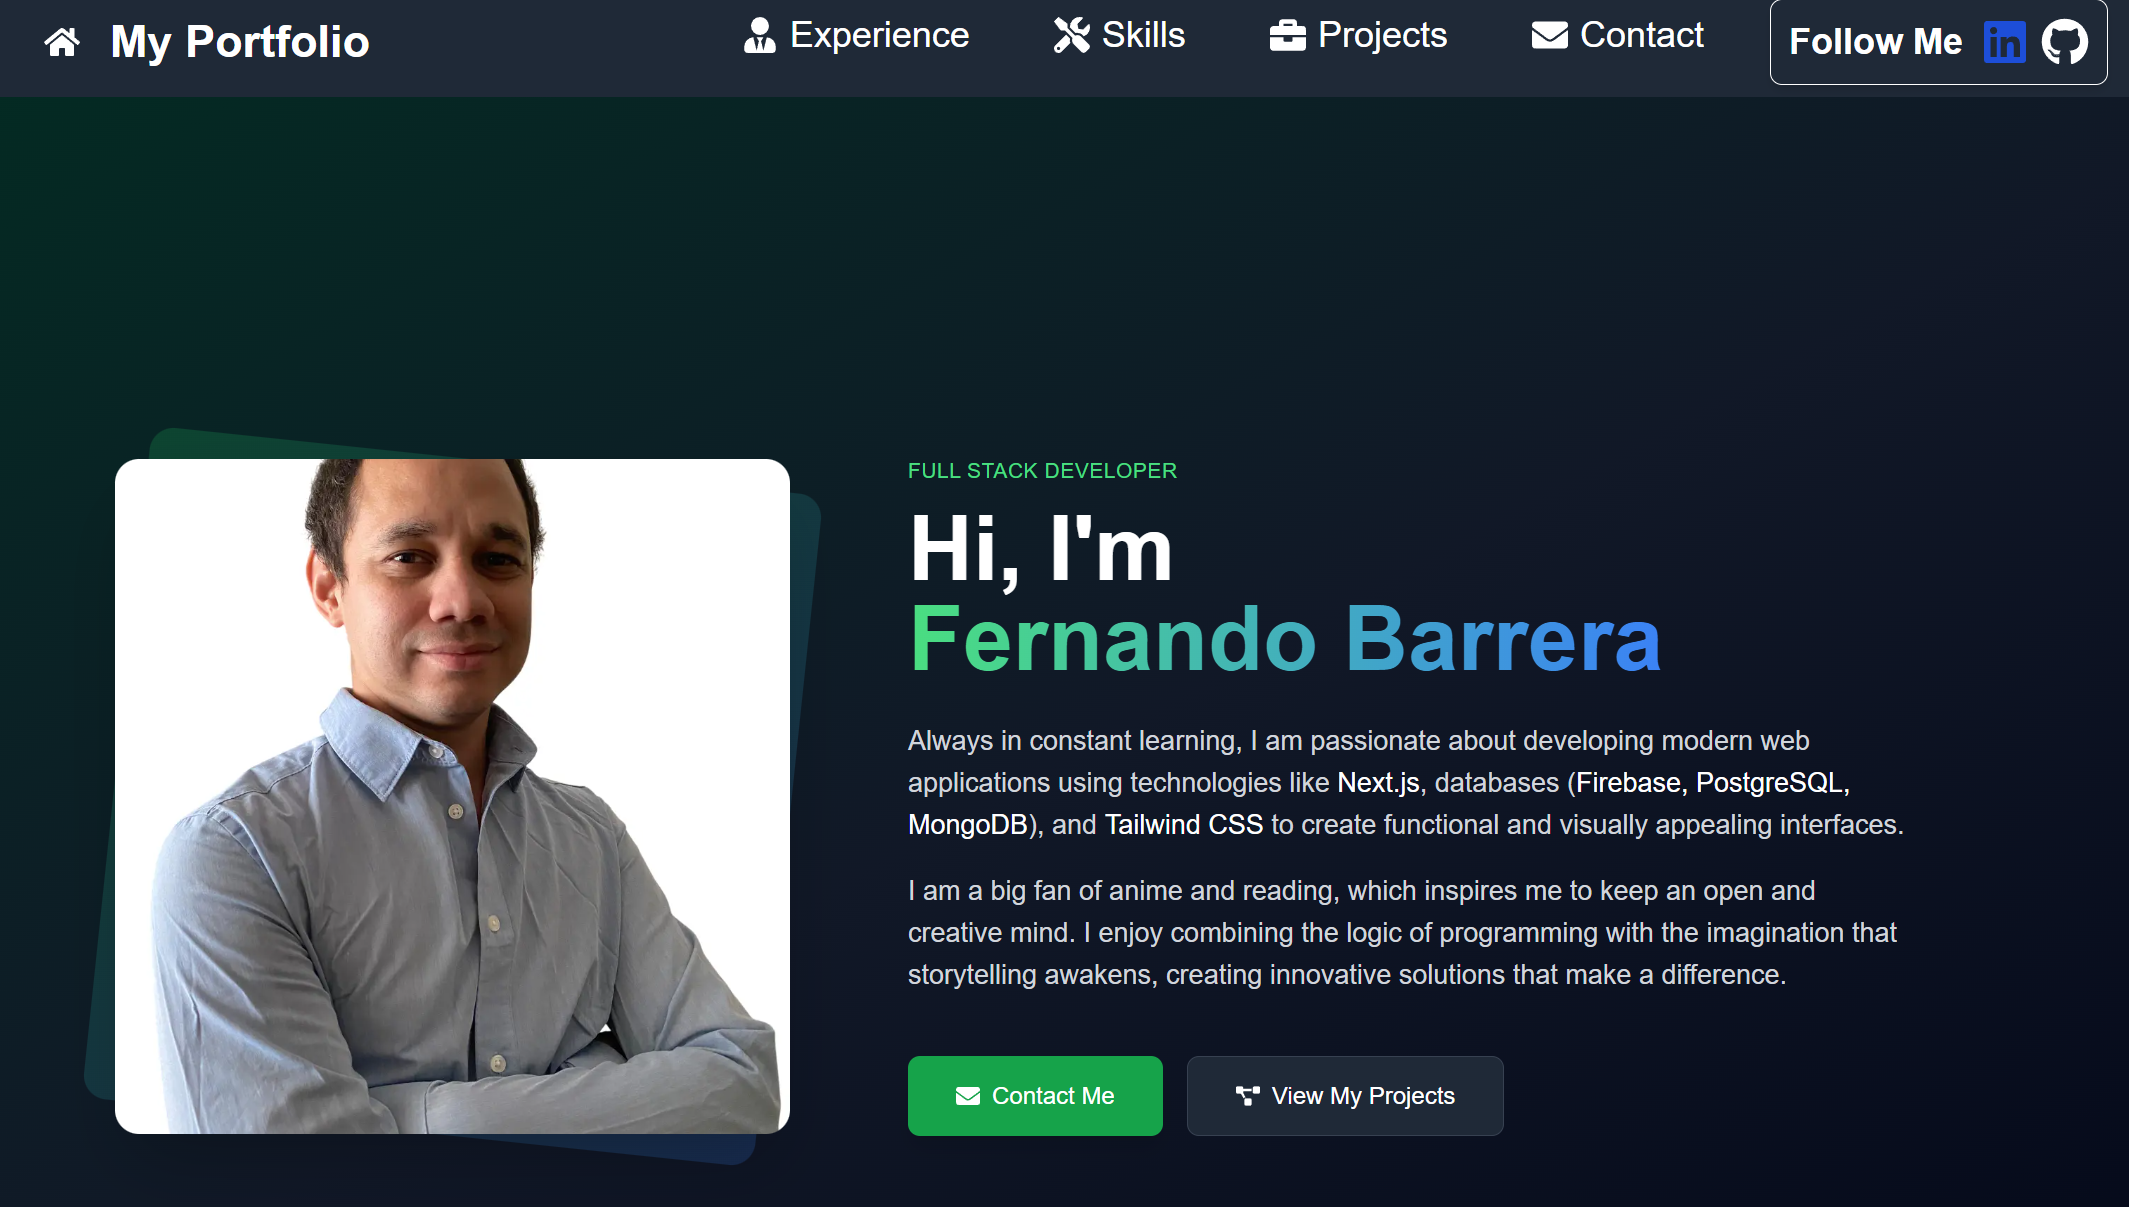 My Portfolio
Experience
Skills
Projects
Contact
Follow Me
in
FULL STACK DEVELOPER
Hi, I'm
Fernando Barrera
Always in constant learning, I am passionate about developing modern web
applications using technologies like Next.js, databases (Firebase, PostgreSQL,
MongoDB), and Tailwind CSS to create functional and visually appealing interfaces.
I am a big fan of anime and reading, which inspires me to keep an open and
creative mind. I enjoy combining the logic of programming with the imagination that
storytelling awakens, creating innovative solutions that make a difference.
Contact Me
View My Projects